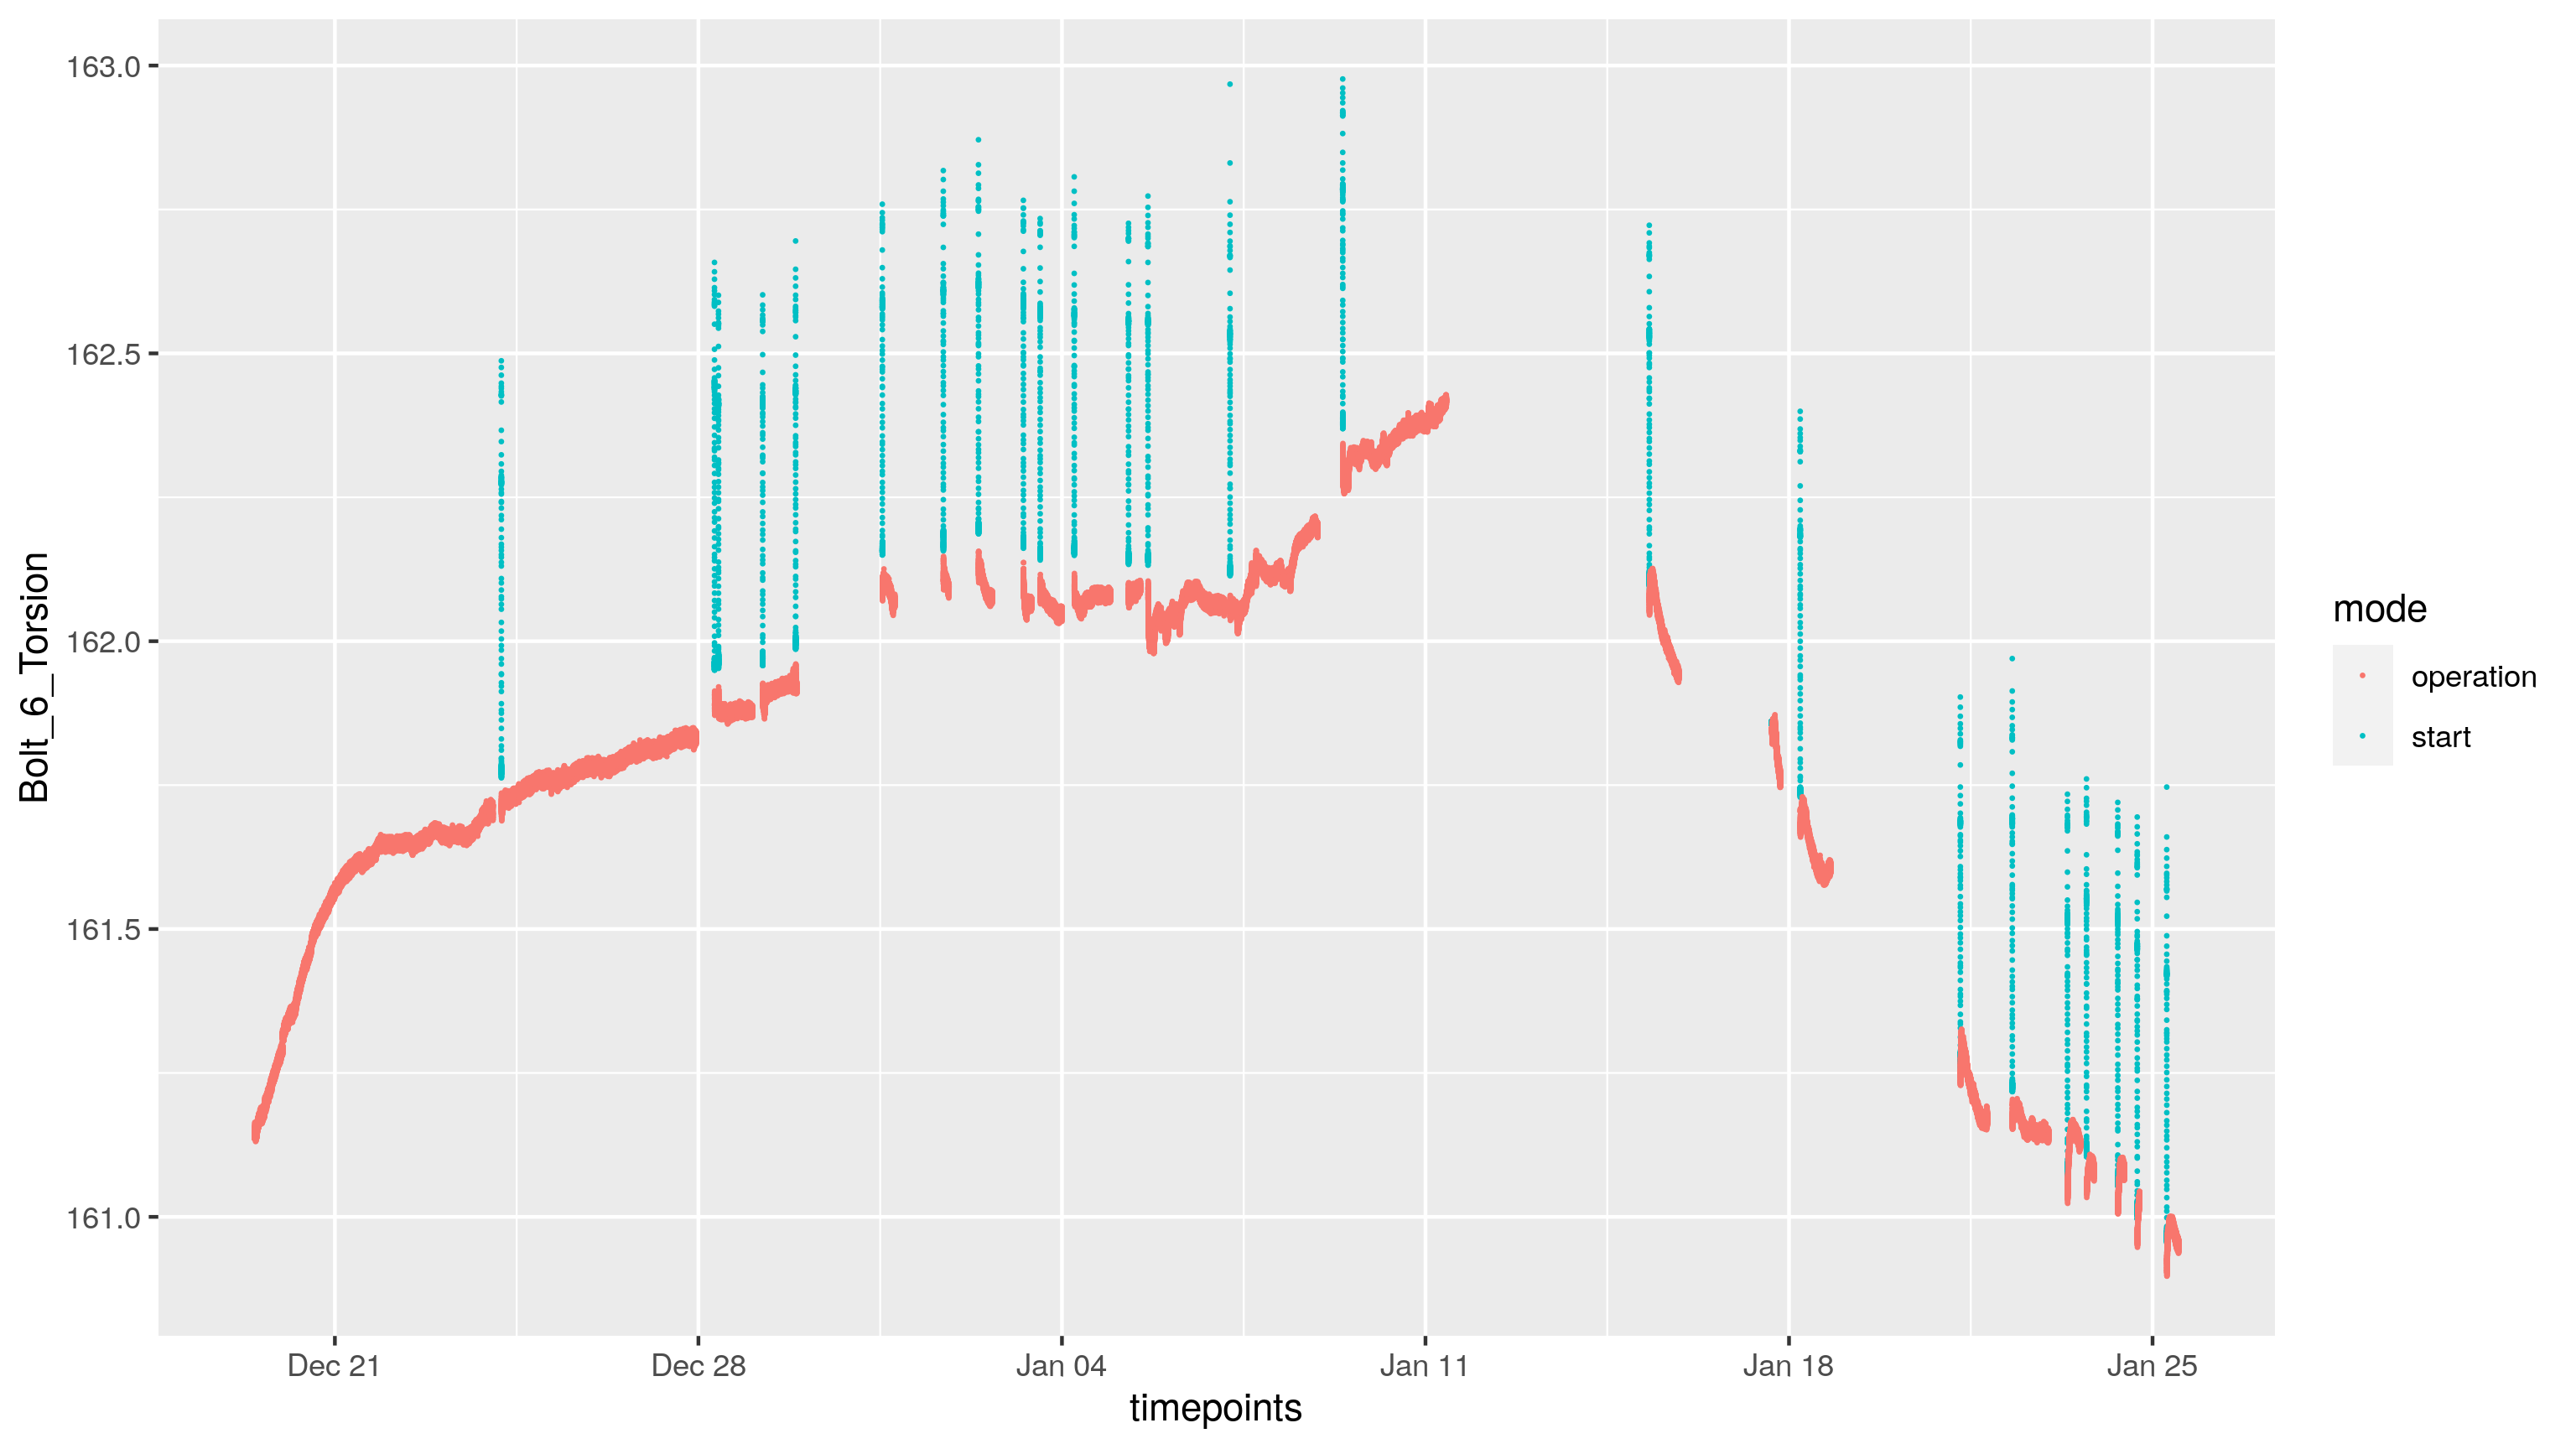 163.0
162.5
162.0
161.5
161.0
Bolt_6_Torsion
Dec 21
Dec 28
Jan 04
Jan 11
Jan 18
Jan 25
timepoints
mode
operation
start